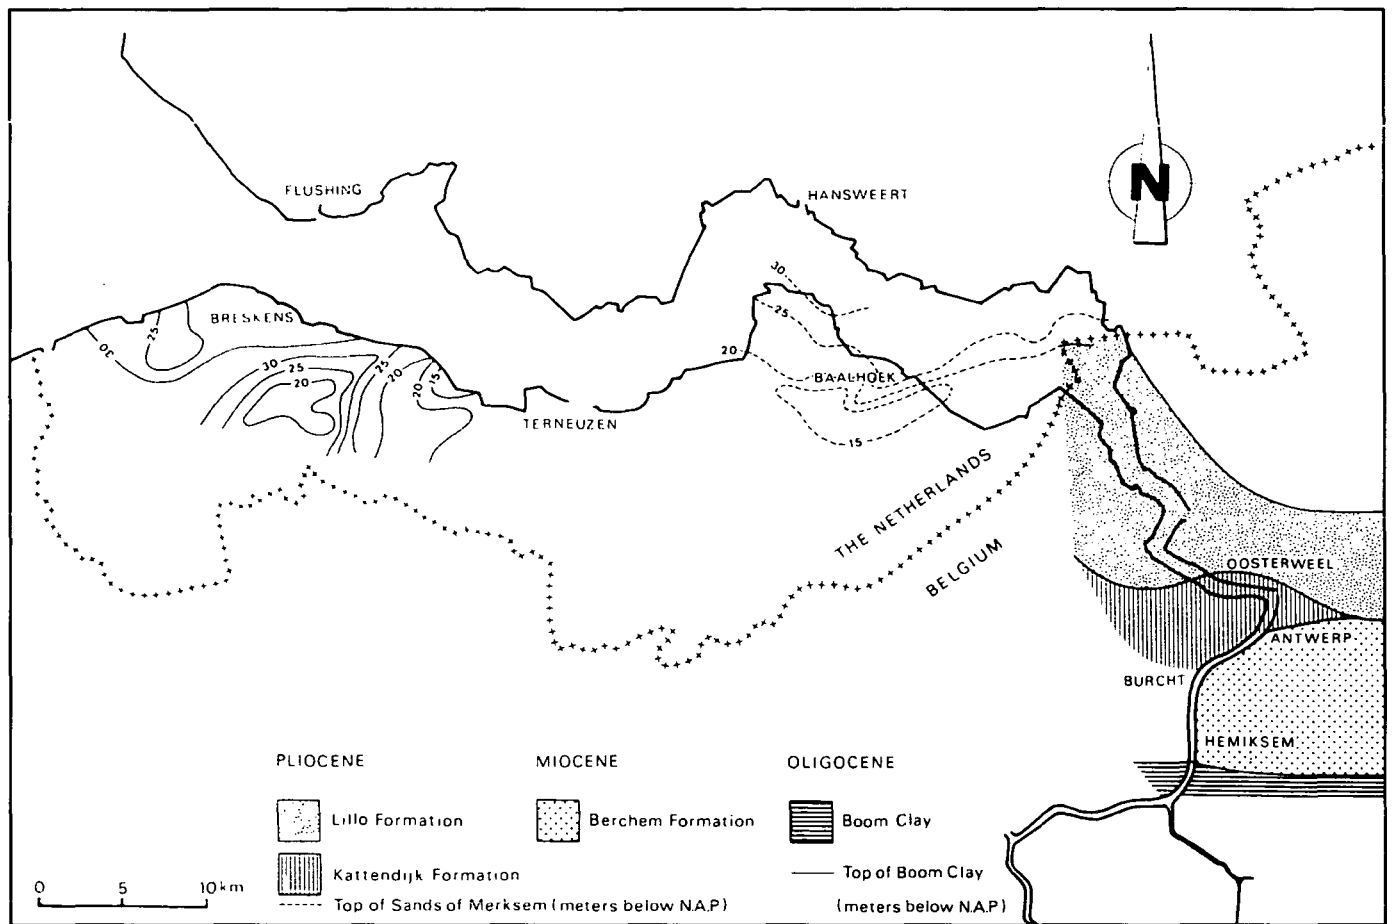 FLUSHING
HANSWEERT
N
30
25
BRESKENS
25
30
20
30
25
20
25
20
20
15
BAALHOEK
15
TERNEUZEN
THE NETHERLANDS
BELGIUM
OOSTERWEEL
ANTWERP
BURCHT
HEMIKSEM
PLIOCENE
MIOCENE
OLIGOCENE
Lillo Formation
Berchem Formation
Boom Clay
Kattendijk Formation
Top of Boom Clay
0 5 10 km
Top of Sands of Merksem (meters below N.A.P)
(meters below N.A.P)